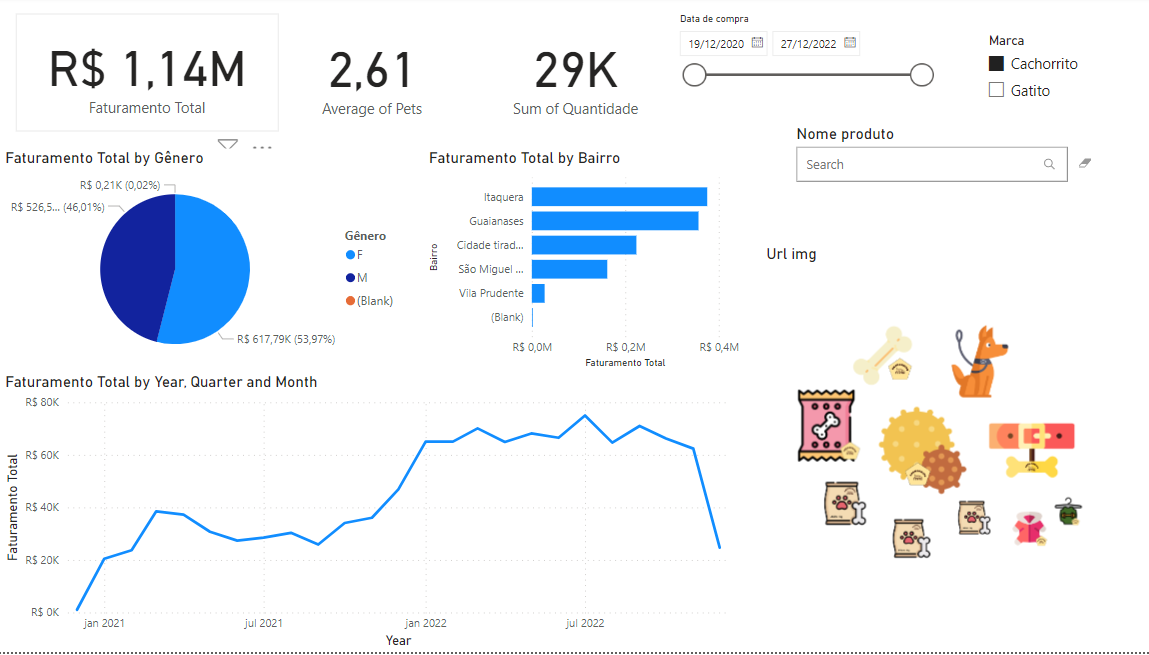 R$ 1,14M
Faturamento Total
2,61
Average of Pets
29K
Sum of Quantidade
Data de compra
19/12/2020
27/12/2022
Marca
Cachorrito
Gatito
Nome produto
Search
Faturamento Total by Gênero
R$ 0,21K (0,02%)
R$ 526,5... (46,01%)
R$ 617,79K (53,97%)
Gênero
F
M
(Blank)
Faturamento Total by Bairro
Bairro
Itaquera
Guaianases
Cidade tirad...
São Miguel ...
Vila Prudente
(Blank)
R$ 0,0M
R$ 0,2M
R$ 0,4M
Faturamento Total
Url img
Faturamento Total by Year, Quarter and Month
Faturamento Total
R$ 80K
R$ 60K
R$ 40K
R$ 20K
R$ 0K
jan 2021
jul 2021
jan 2022
jul 2022
Year